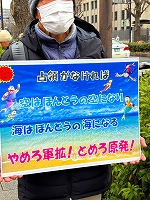 占領がなければ
空はほんとうの空になり
海はほんとうの海になる
やめろ軍拡！とめろ原発！